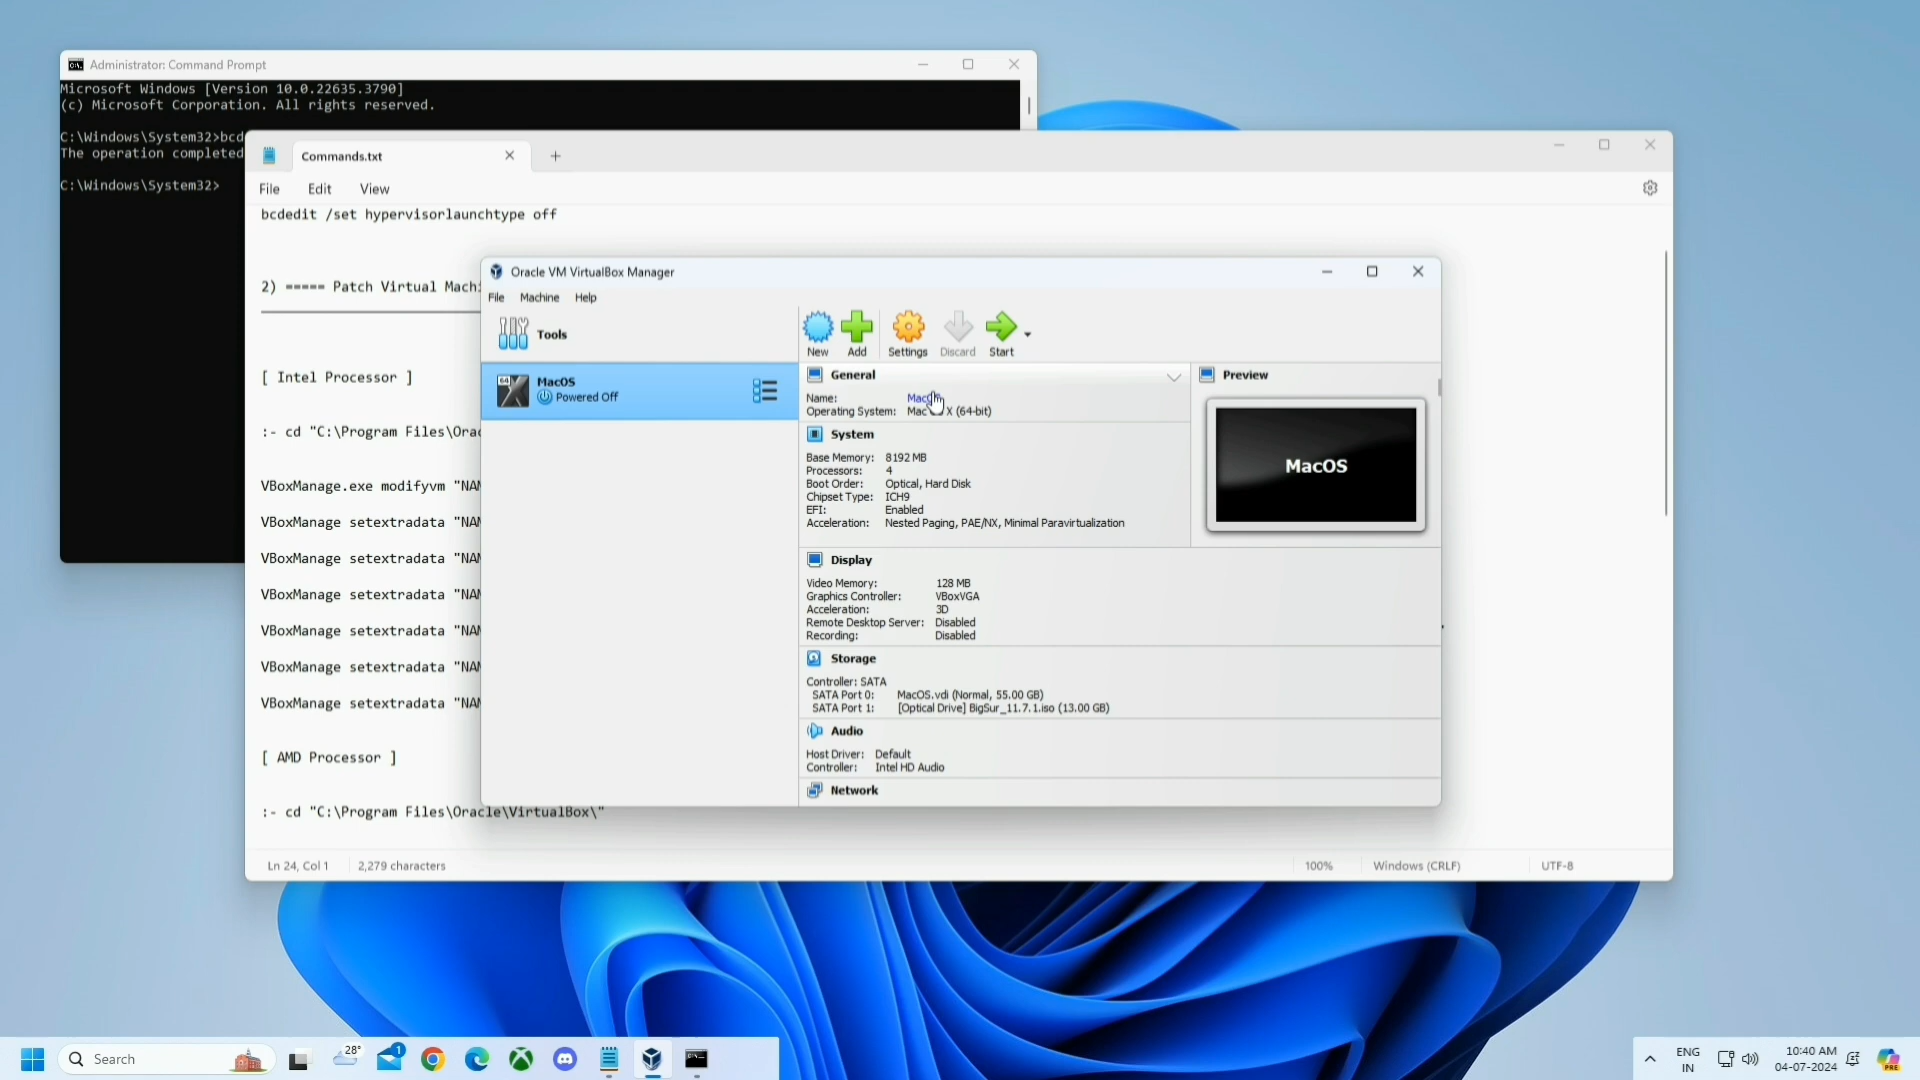 Administrator: Command Prompt
Microsoft Windows [Version 10.0.22635.3790]
(c) Microsoft Corporation. All rights reserved.
C:\Windows\System32>bcd
The operation completed
C:\Windows\System32>
Commands.txt
File Edit View
bcdedit /set hypervisorlaunchtype off
2) ===== Patch Virtual Machi
[ Intel Processor ]
:- cd "C:\Program Files\Orac
VBoxManage.exe modifyvm "NAM
VBoxManage setextradata "NAM
VBoxManage setextradata "NAM
VBoxManage setextradata "NAM
VBoxManage setextradata "NAM
VBoxManage setextradata "NAM
VBoxManage setextradata "NAM
[ AMD Processor ]
:- cd "C:\Program Files\Oracle\VirtualBox\"
Ln 24, Col 1
2,279 characters
100%
Windows (CRLF)
UTF-8
Oracle VM VirtualBox Manager
File Machine Help
Tools
New Add Settings Discard Start
MacOS
Powered Off
64
General
Name:
Operating System: Mac X (64-bit)
System
Base Memory: 8192 MB
Processors: 4
Boot Order: Optical, Hard Disk
Chipset Type: ICH9
EFI: Enabled
Acceleration: Nested Paging, PAE/NX, Minimal Paravirtualization
Preview
MacOS
Display
Video Memory: 128 MB
Graphics Controller: VBoxVGA
Acceleration: 3D
Remote Desktop Server: Disabled
Recording: Disabled
Storage
Controller: SATA
SATA Port 0: MacOS.vdi (Normal, 55.00 GB)
SATA Port 1: [Optical Drive] BigSur_11.7.1.iso (13.00 GB)
Audio
Host Driver: Default
Controller: Intel HD Audio
Network
Search
28°
1
ENG
IN
10:40 AM
04-07-2024
PRE